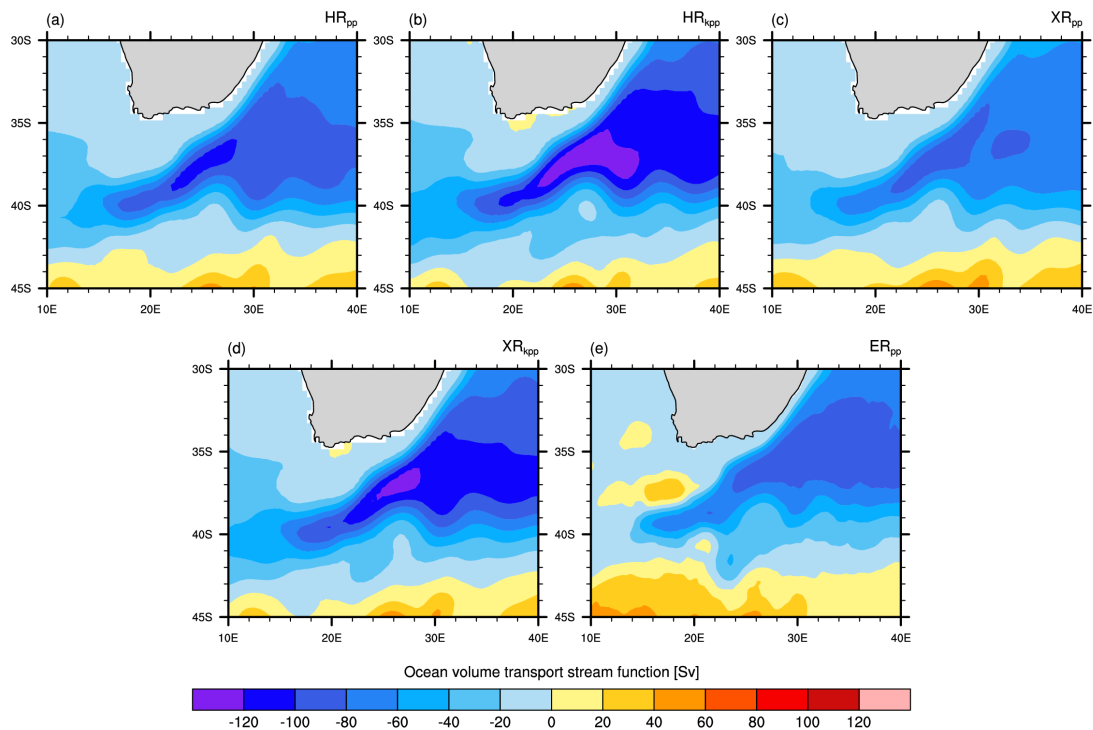 (a) HRpp
(b) HRkpp
(c) XRpp
30S
35S
40S
45S
10E 20E 30E 40E
30S
35S
40S
45S
10E 20E 30E 40E
30S
35S
40S
45S
10E 20E 30E 40E
(d) XRkpp
(e) ERpp
30S
35S
40S
45S
10E 20E 30E 40E
30S
35S
40S
45S
10E 20E 30E 40E
Ocean volume transport stream function [Sv]
-120 -100 -80 -60 -40 -20 0 20 40 60 80 100 120